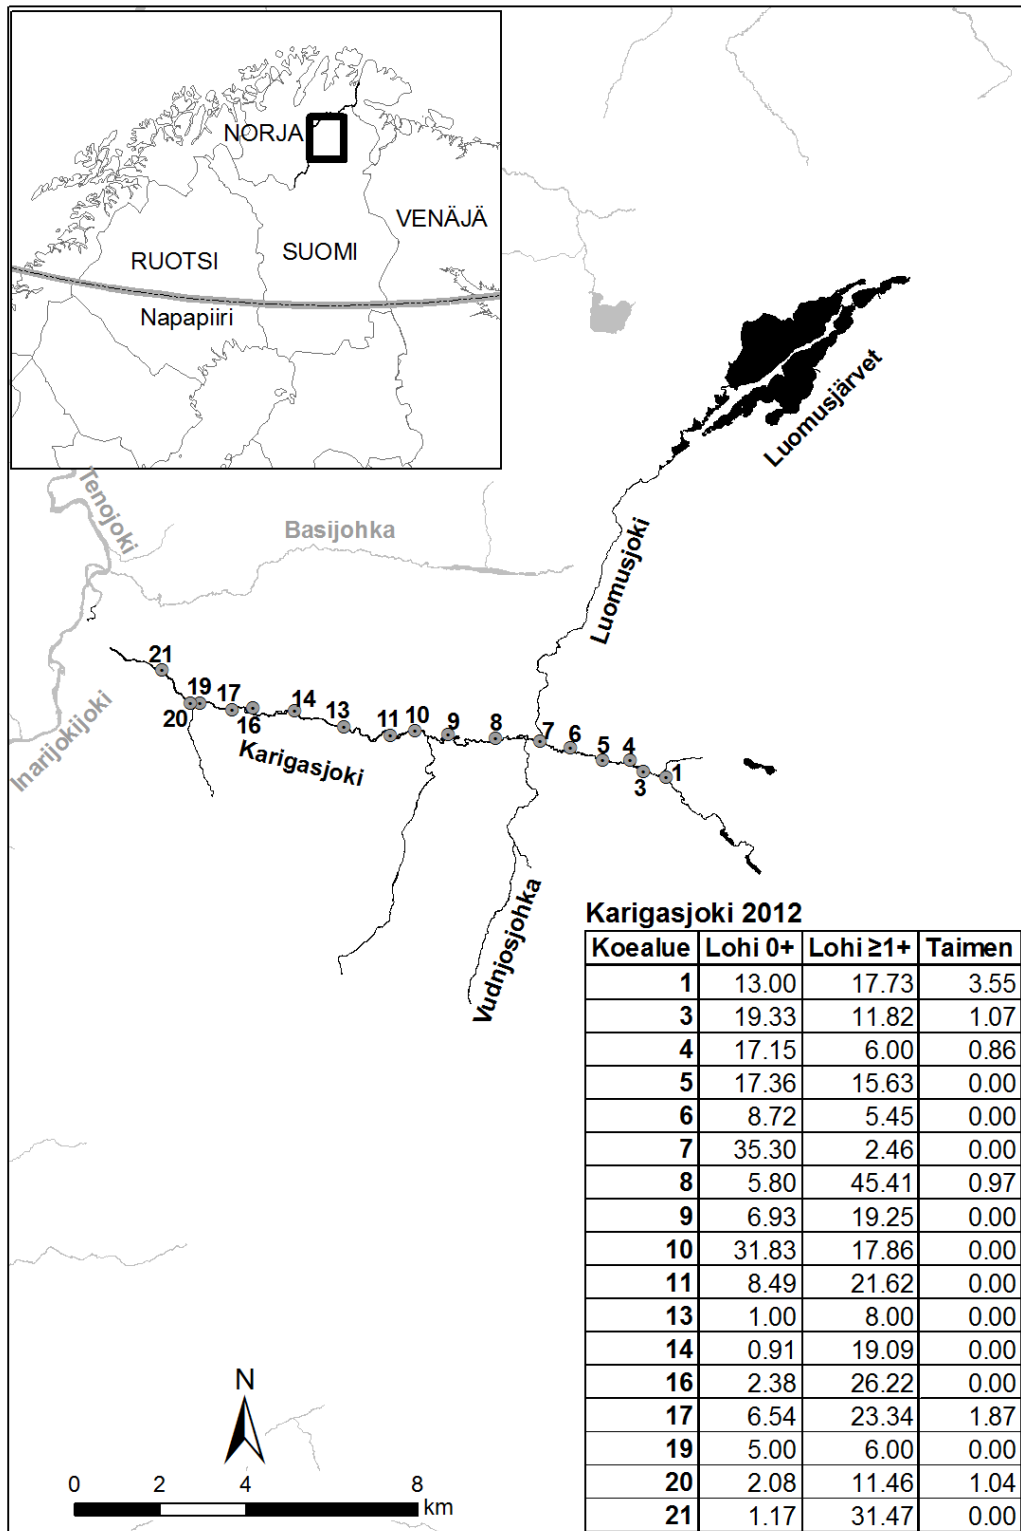 NORJA
VENÄJÄ
SUOMI
RUOTSI
Napapiiri
Luomusjärvet
Tenojoki
Basijohka
Luomusjoki
Inarijokijoki
21
19
20
17
16
14
13
11
10
9
8
7
6
5
4
3
1
Karigasjoki
Vudnjosjohka
Karigasjoki 2012
Koealue Lohi 0+ Lohi ≥1+ Taimen
1 13.00 17.73 3.55
3 19.33 11.82 1.07
4 17.15 6.00 0.86
5 17.36 15.63 0.00
6 8.72 5.45 0.00
7 35.30 2.46 0.00
8 5.80 45.41 0.97
9 6.93 19.25 0.00
10 31.83 17.86 0.00
11 8.49 21.62 0.00
13 1.00 8.00 0.00
14 0.91 19.09 0.00
16 2.38 26.22 0.00
17 6.54 23.34 1.87
19 5.00 6.00 0.00
20 2.08 11.46 1.04
21 1.17 31.47 0.00
N
0 2 4 8
km